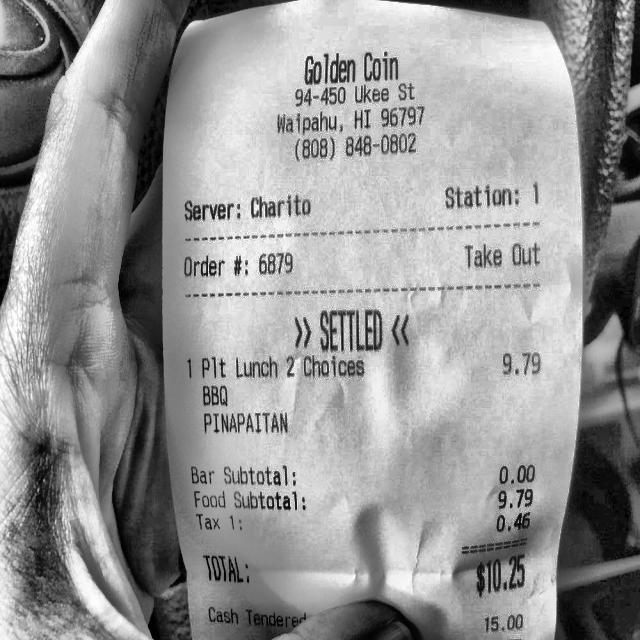 Golden Coin
94-450 Ukee St
Waipahu, HI 96797
(808) 848-0802
Server: Charito Station: 1
Order #: 6879 Take Out
>> SETTLED <<
1 Plt Lunch 2 Choices 9.79
BBQ
PINAPAITAN
Bar Subtotal: 0.00
Food Subtotal: 9.79
Tax 1: 0.46
TOTAL: $10.25
Cash Tendered 15.00